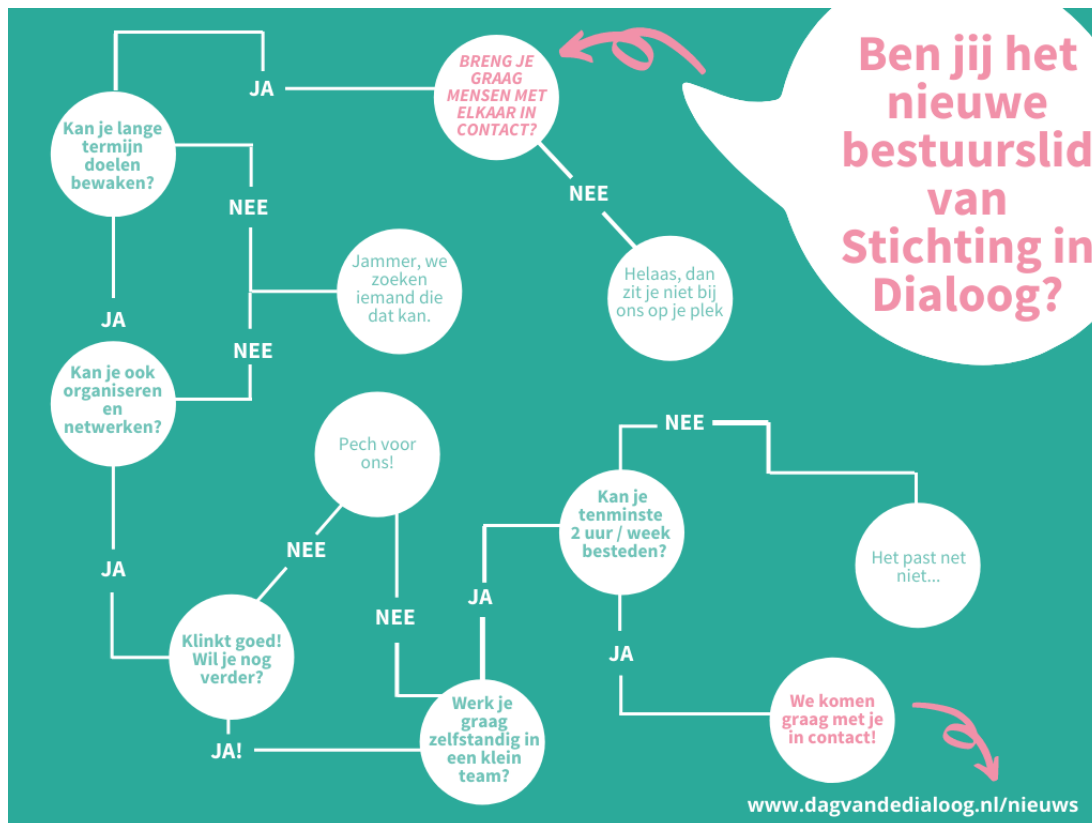 Ben jij het
nieuwe
bestuurslid
van
Stichting in
Dialoog?
BRENG JE
GRAAG
MENSEN MET
ELKAAR IN
CONTACT?
JA
NEE
Helaas, dan
zit je niet bij
ons op je plek
Kan je lange
termijn
doelen
bewaken?
NEE
Jammer, we
zoeken
iemand die
dat kan.
JA
NEE
Kan je ook
organiseren
en
netwerken?
JA
Klinkt goed!
Wil je nog
verder?
NEE
Pech voor
ons!
JA!
NEE
Werk je
graag
zelfstandig in
een klein
team?
JA
Kan je
tenminste
2 uur / week
besteden?
NEE
Het past net
niet...
JA
We komen
graag met je
in contact!
www.dagvandedialoog.nl/nieuws